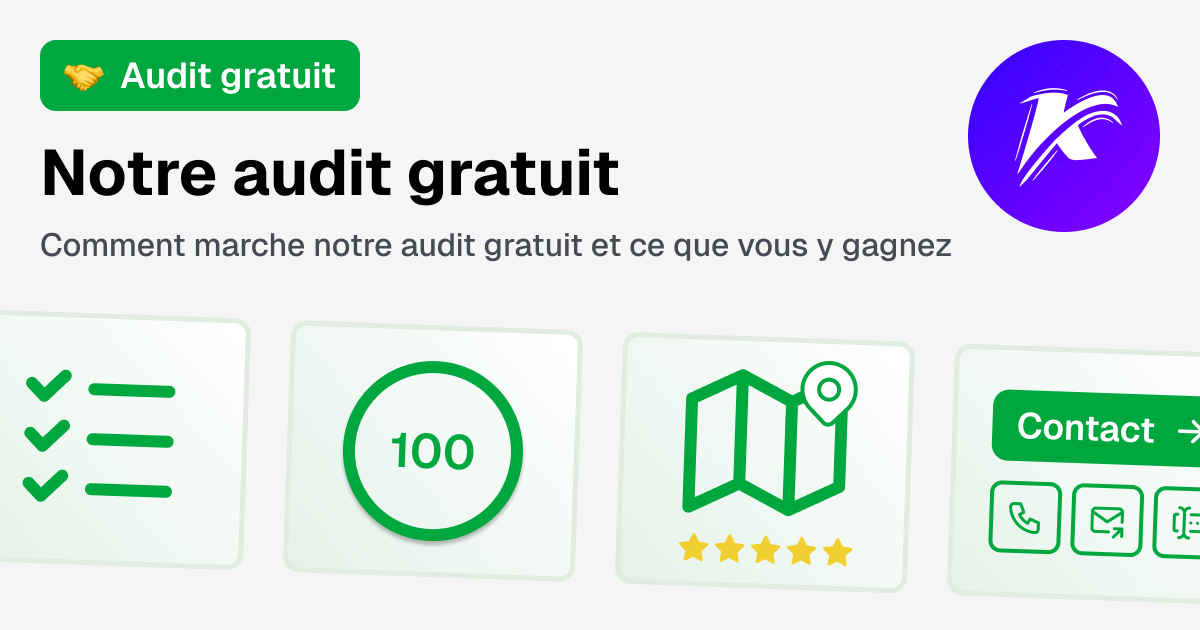 🤝 Audit gratuit
Notre audit gratuit
Comment marche notre audit gratuit et ce que vous y gagnez
K
100
Contact →